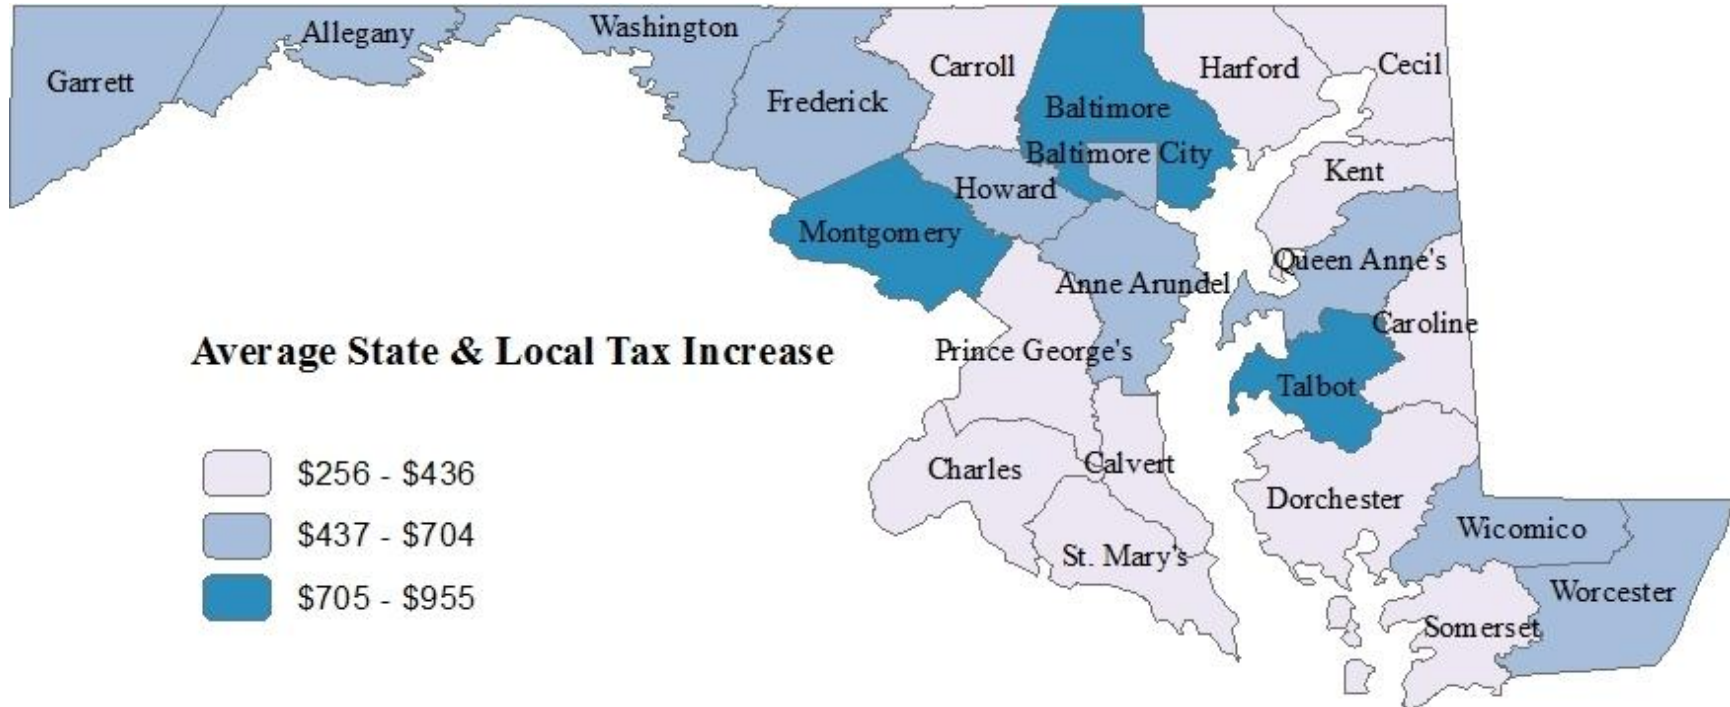 Allegany
Washington
Garrett
Frederick
Carroll
Harford
Cecil
Baltimore
Baltimore City
Howard
Kent
Montgomery
Queen Anne's
Anne Arundel
Caroline
Prince George's
Talbot
Average State & Local Tax Increase
$256 - $436
$437 - $704
$705 - $955
Charles
Calvert
Dorchester
St. Mary's
Wicomico
Worcester
Somerset